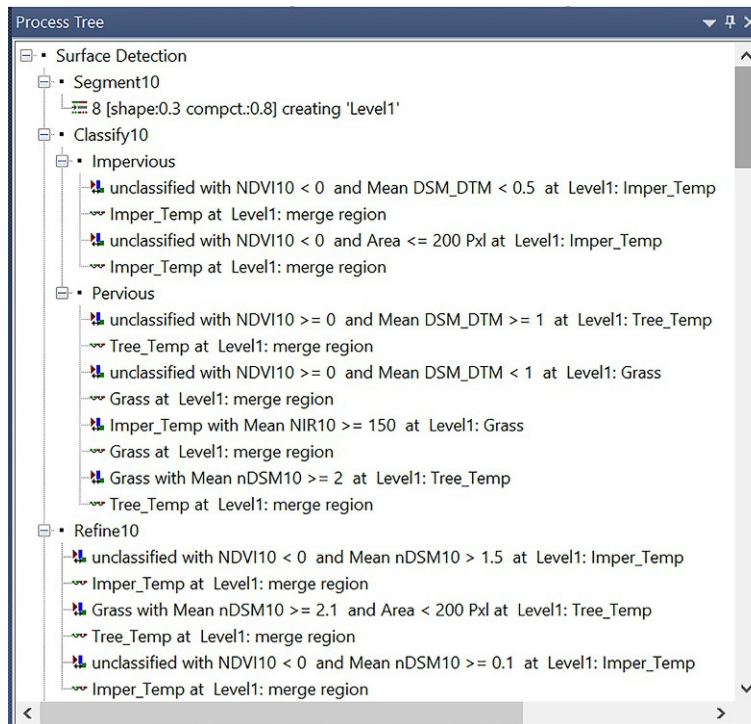 Process Tree
Surface Detection
Segment10
8 [shape:0.3 compct.:0.8] creating 'Level1'
Classify10
Impervious
unclassified with NDVI10 < 0  and Mean DSM_DTM < 0.5  at  Level1: Imper_Temp
Imper_Temp at  Level1: merge region
unclassified with NDVI10 < 0  and Area <= 200 Pxl at  Level1: Imper_Temp
Imper_Temp at  Level1: merge region
Pervious
unclassified with NDVI10 >= 0  and Mean DSM_DTM >= 1  at  Level1: Tree_Temp
Tree_Temp at  Level1: merge region
unclassified with NDVI10 >= 0  and Mean DSM_DTM < 1  at  Level1: Grass
Grass at  Level1: merge region
Imper_Temp with Mean NIR10 >= 150  at  Level1: Grass
Grass at  Level1: merge region
Grass with Mean nDSM10 >= 2  at  Level1: Tree_Temp
Tree_Temp at  Level1: merge region
Refine10
unclassified with NDVI10 < 0  and Mean nDSM10 > 1.5  at  Level1: Imper_Temp
Imper_Temp at  Level1: merge region
Grass with Mean nDSM10 >= 2.1  and Area < 200 Pxl at  Level1: Tree_Temp
Tree_Temp at  Level1: merge region
unclassified with NDVI10 < 0  and Mean nDSM10 >= 0.1  at  Level1: Imper_Temp
Imper_Temp at  Level1: merge region